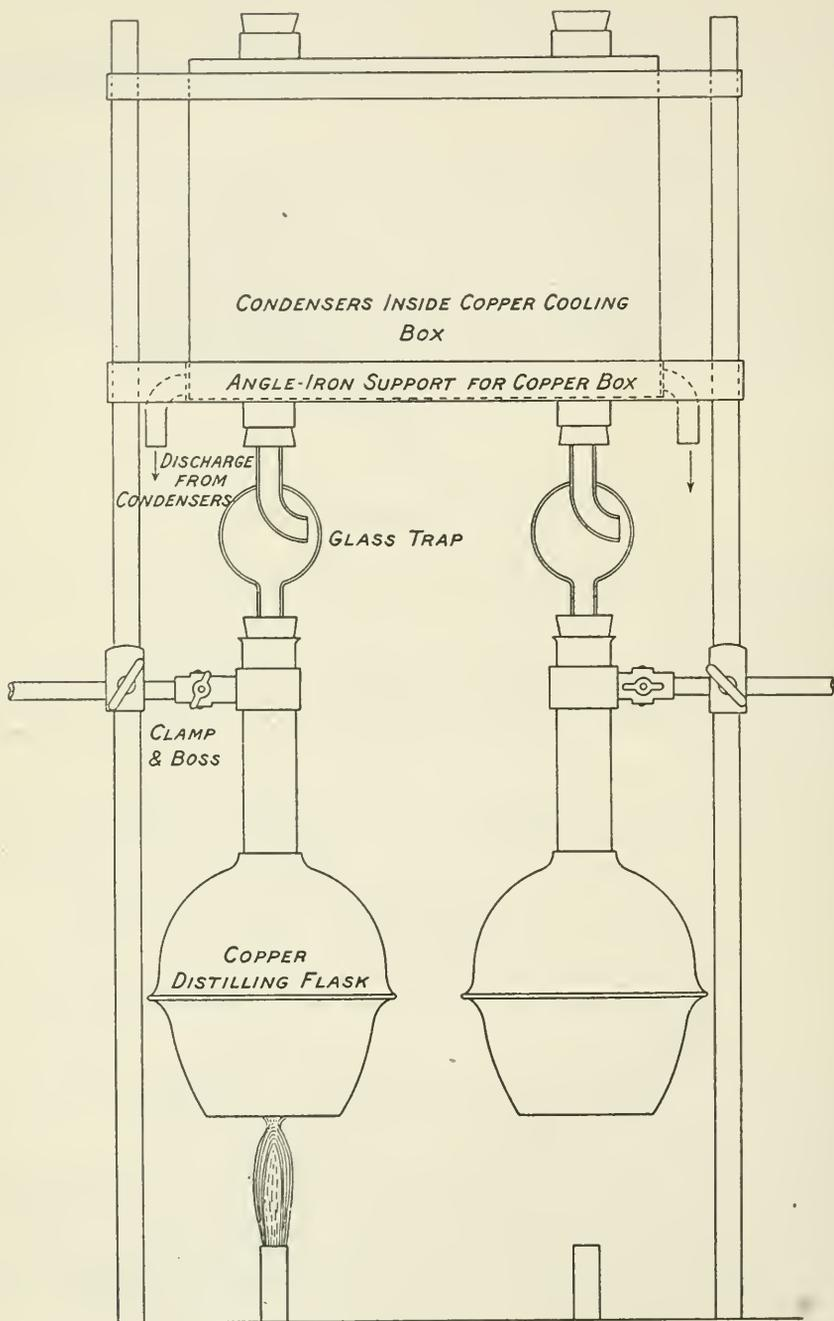 CONDENSERS INSIDE COPPER COOLING
BOX
ANGLE-IRON SUPPORT FOR COPPER BOX
DISCHARGE
FROM
CONDENSERS
GLASS TRAP
CLAMP
& BOSS
COPPER
DISTILLING FLASK